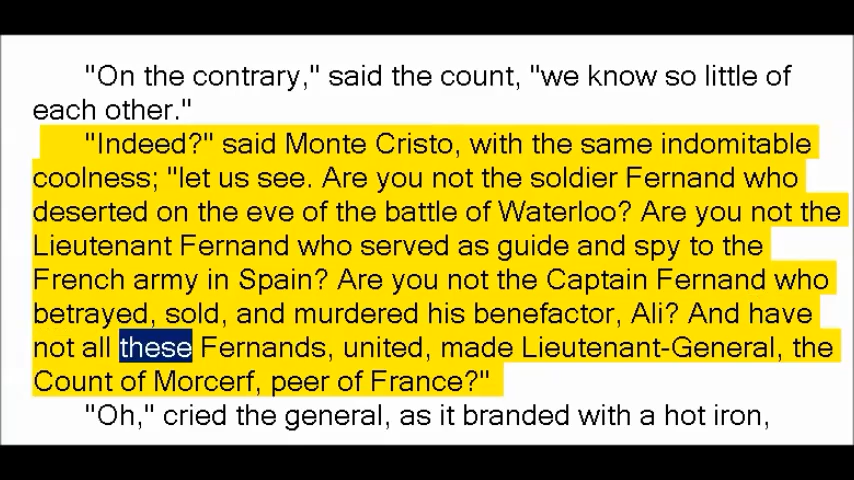 "On the contrary," said the count, "we know so little of
each other."
"Indeed?" said Monte Cristo, with the same indomitable
coolness; "let us see. Are you not the soldier Fernand who
deserted on the eve of the battle of Waterloo? Are you not the
Lieutenant Fernand who served as guide and spy to the
French army in Spain? Are you not the Captain Fernand who
betrayed, sold, and murdered his benefactor, Ali? And have
not all these Fernands, united, made Lieutenant-General, the
Count of Morcerf, peer of France?"
"Oh," cried the general, as it branded with a hot iron,